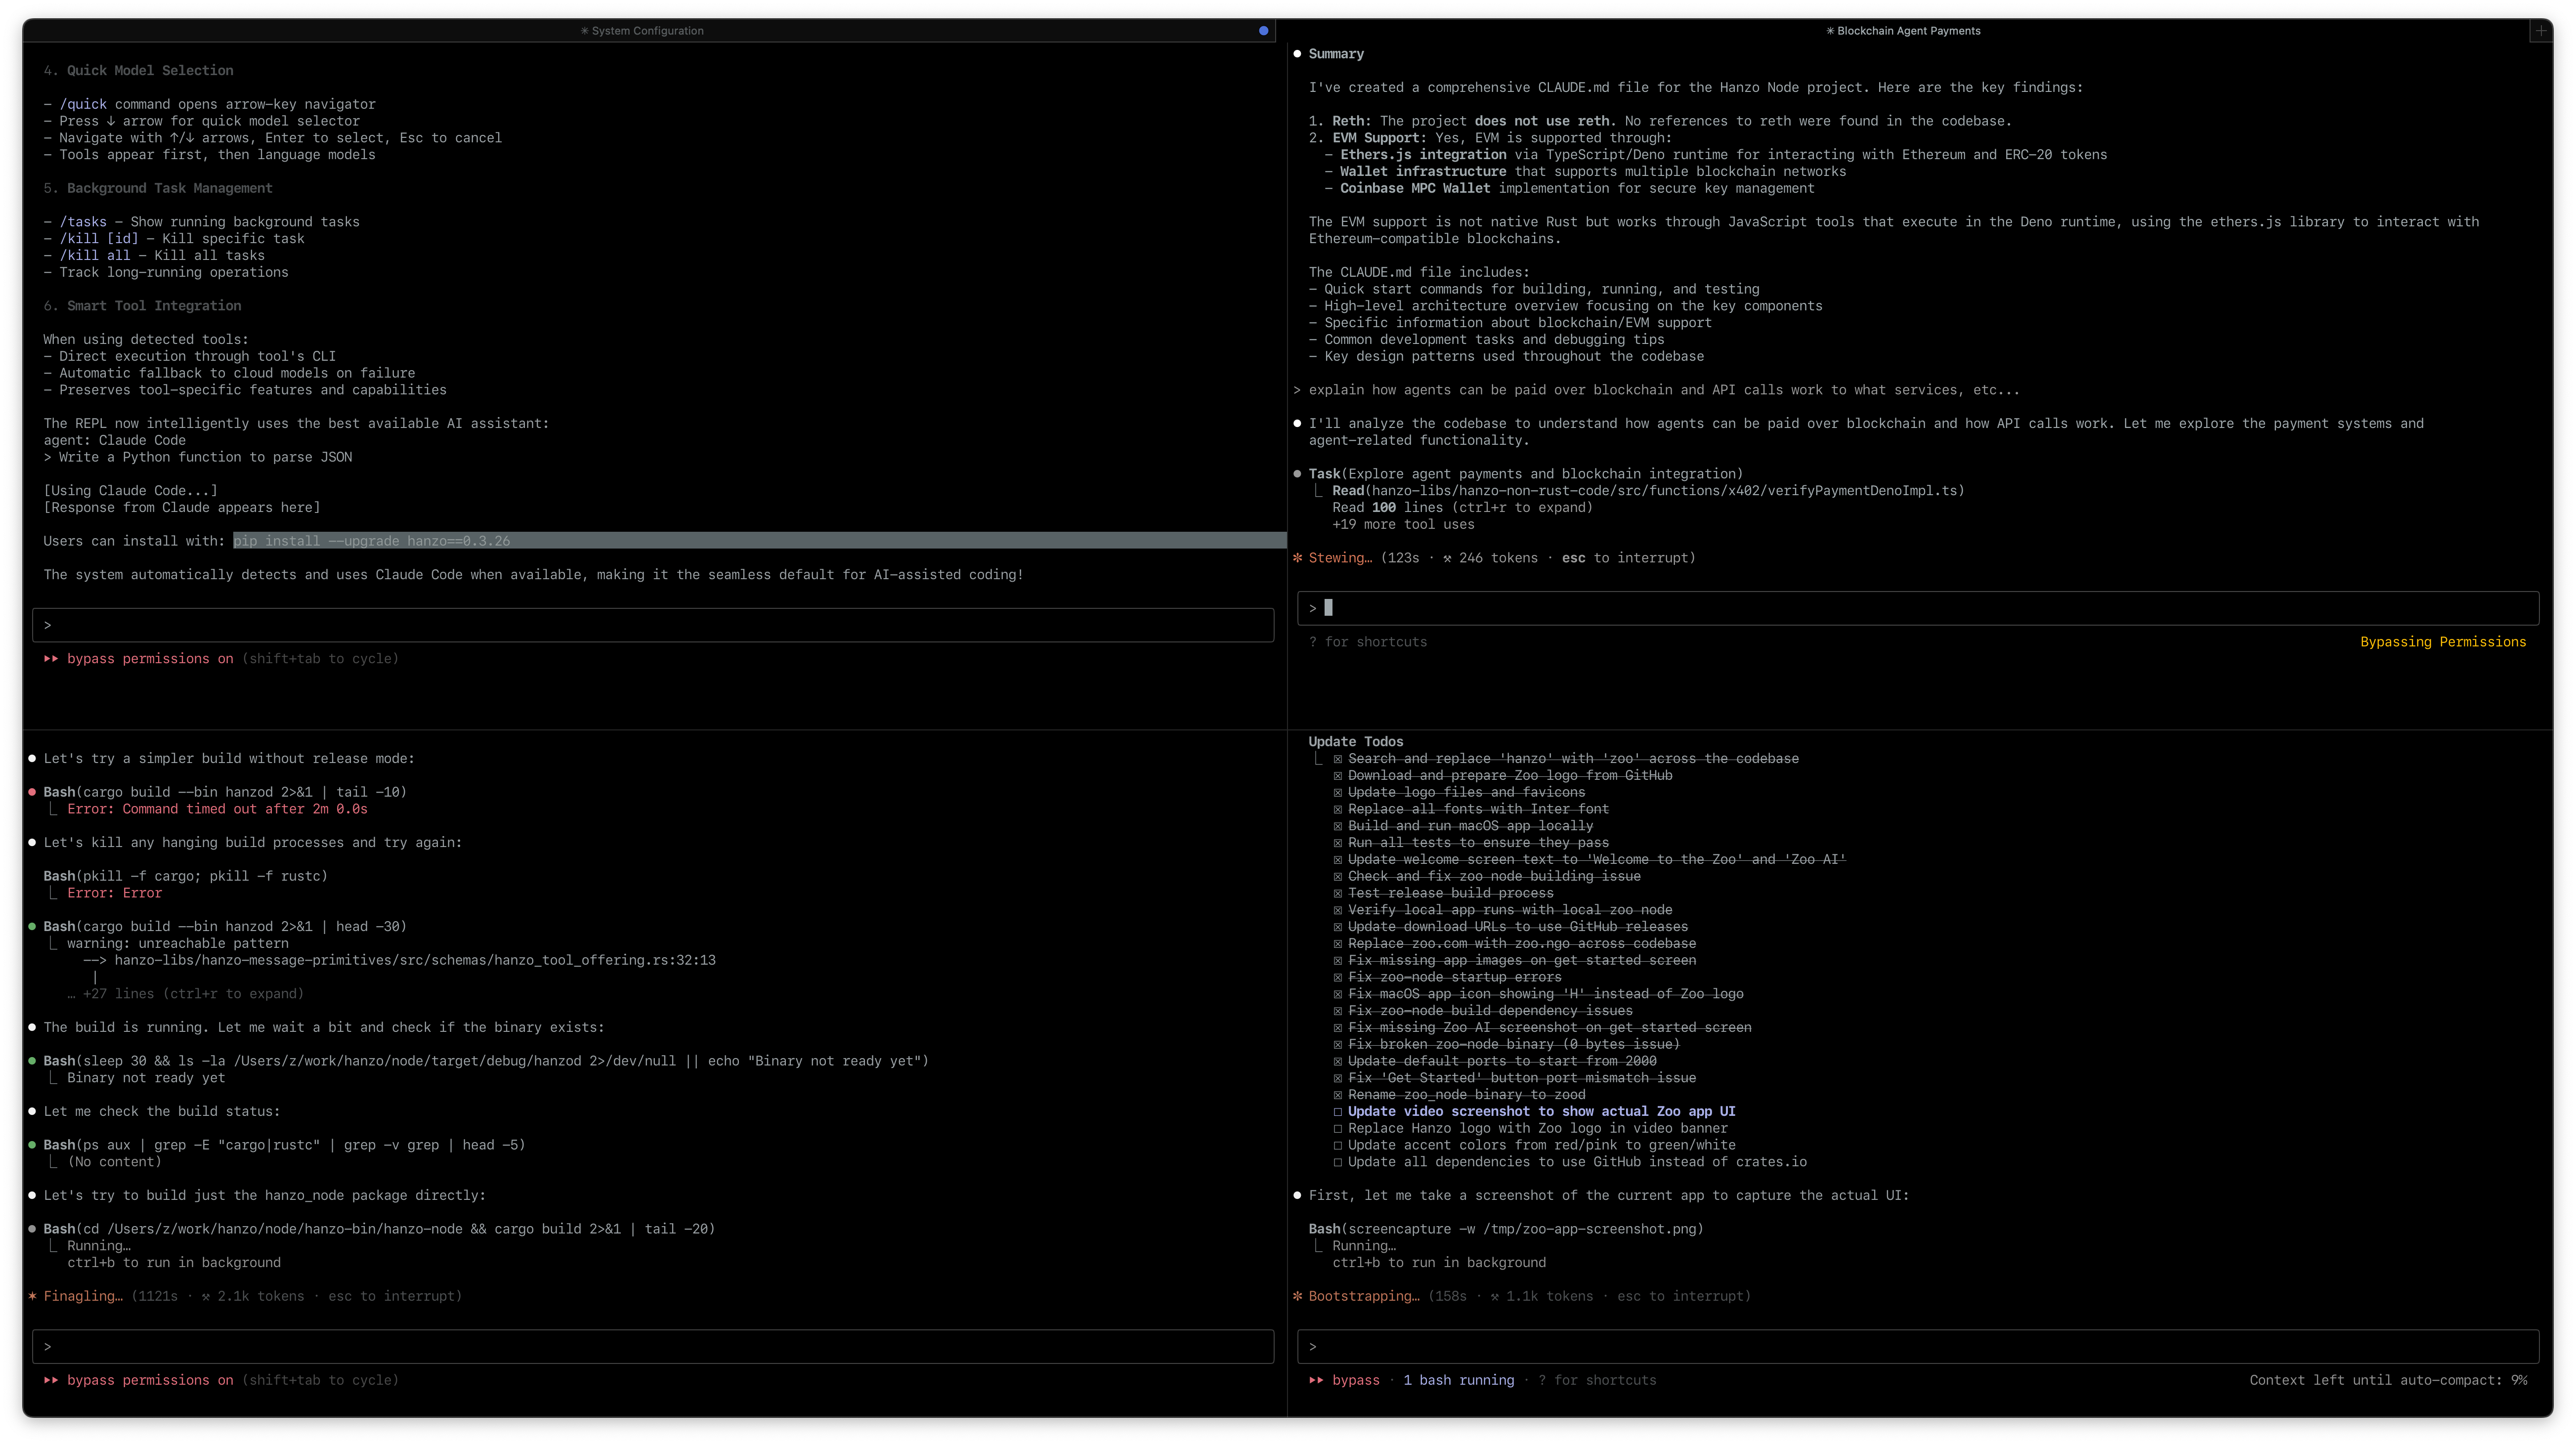 ✳ System Configuration
4. Quick Model Selection
– /quick command opens arrow-key navigator
– Press ↓ arrow for quick model selector
– Navigate with ↑/↓ arrows, Enter to select, Esc to cancel
– Tools appear first, then language models
5. Background Task Management
– /tasks – Show running background tasks
– /kill [id] – Kill specific task
– /kill all – Kill all tasks
– Track long-running operations
6. Smart Tool Integration
When using detected tools:
– Direct execution through tool's CLI
– Automatic fallback to cloud models on failure
– Preserves tool-specific features and capabilities
The REPL now intelligently uses the best available AI assistant:
agent: Claude Code
> Write a Python function to parse JSON
[Using Claude Code...]
[Response from Claude appears here]
Users can install with: pip install --upgrade hanzo==0.3.26
The system automatically detects and uses Claude Code when available, making it the seamless default for AI-assisted coding!
>
▸▸ bypass permissions on (shift+tab to cycle)
✳ Blockchain Agent Payments
● Summary
I've created a comprehensive CLAUDE.md file for the Hanzo Node project. Here are the key findings:
1. Reth: The project does not use reth. No references to reth were found in the codebase.
2. EVM Support: Yes, EVM is supported through:
– Ethers.js integration via TypeScript/Deno runtime for interacting with Ethereum and ERC-20 tokens
– Wallet infrastructure that supports multiple blockchain networks
– Coinbase MPC Wallet implementation for secure key management
The EVM support is not native Rust but works through JavaScript tools that execute in the Deno runtime, using the ethers.js library to interact with
Ethereum-compatible blockchains.
The CLAUDE.md file includes:
– Quick start commands for building, running, and testing
– High-level architecture overview focusing on the key components
– Specific information about blockchain/EVM support
– Common development tasks and debugging tips
– Key design patterns used throughout the codebase
> explain how agents can be paid over blockchain and API calls work to what services, etc...
● I'll analyze the codebase to understand how agents can be paid over blockchain and how API calls work. Let me explore the payment systems and
agent-related functionality.
● Task(Explore agent payments and blockchain integration)
⎿ Read(hanzo-libs/hanzo-non-rust-code/src/functions/x402/verifyPaymentDenoImpl.ts)
Read 100 lines (ctrl+r to expand)
+19 more tool uses
✻ Stewing… (123s · ⚒ 246 tokens · esc to interrupt)
>
? for shortcuts
Bypassing Permissions
● Let's try a simpler build without release mode:
● Bash(cargo build --bin hanzod 2>&1 | tail -10)
⎿ Error: Command timed out after 2m 0.0s
● Let's kill any hanging build processes and try again:
Bash(pkill -f cargo; pkill -f rustc)
⎿ Error: Error
● Bash(cargo build --bin hanzod 2>&1 | head -30)
⎿ warning: unreachable pattern
--> hanzo-libs/hanzo-message-primitives/src/schemas/hanzo_tool_offering.rs:32:13
|
… +27 lines (ctrl+r to expand)
● The build is running. Let me wait a bit and check if the binary exists:
● Bash(sleep 30 && ls -la /Users/z/work/hanzo/node/target/debug/hanzod 2>/dev/null || echo "Binary not ready yet")
⎿ Binary not ready yet
● Let me check the build status:
● Bash(ps aux | grep -E "cargo|rustc" | grep -v grep | head -5)
⎿ (No content)
● Let's try to build just the hanzo_node package directly:
● Bash(cd /Users/z/work/hanzo/node/hanzo-bin/hanzo-node && cargo build 2>&1 | tail -20)
⎿ Running…
ctrl+b to run in background
✶ Finagling… (1121s · ⚒ 2.1k tokens · esc to interrupt)
>
▸▸ bypass permissions on (shift+tab to cycle)
Update Todos
⎿ ☒ Search and replace 'hanzo' with 'zoo' across the codebase
☒ Download and prepare Zoo logo from GitHub
☒ Update logo files and favicons
☒ Replace all fonts with Inter font
☒ Build and run macOS app locally
☒ Run all tests to ensure they pass
☒ Update welcome screen text to 'Welcome to the Zoo' and 'Zoo AI'
☒ Check and fix zoo node building issue
☒ Test release build process
☒ Verify local app runs with local zoo node
☒ Update download URLs to use GitHub releases
☒ Replace zoo.com with zoo.ngo across codebase
☒ Fix missing app images on get started screen
☒ Fix zoo-node startup errors
☒ Fix macOS app icon showing 'H' instead of Zoo logo
☒ Fix zoo-node build dependency issues
☒ Fix missing Zoo AI screenshot on get started screen
☒ Fix broken zoo-node binary (0 bytes issue)
☒ Update default ports to start from 2000
☒ Fix 'Get Started' button port mismatch issue
☒ Rename zoo_node binary to zood
☐ Update video screenshot to show actual Zoo app UI
☐ Replace Hanzo logo with Zoo logo in video banner
☐ Update accent colors from red/pink to green/white
☐ Update all dependencies to use GitHub instead of crates.io
● First, let me take a screenshot of the current app to capture the actual UI:
Bash(screencapture -w /tmp/zoo-app-screenshot.png)
⎿ Running…
ctrl+b to run in background
✻ Bootstrapping… (158s · ⚒ 1.1k tokens · esc to interrupt)
>
▸▸ bypass · 1 bash running · ? for shortcuts
Context left until auto-compact: 9%